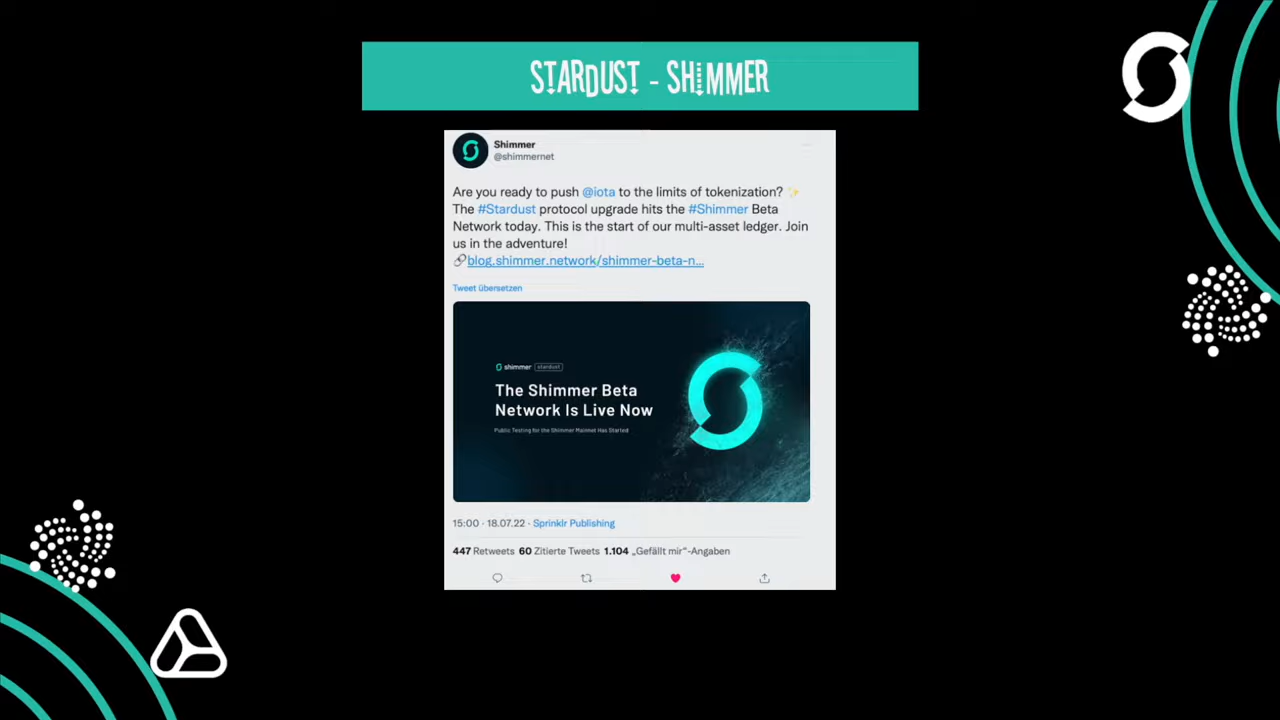 STARDUST - SHIMMER
Shimmer
@shimmernet
Are you ready to push @iota to the limits of tokenization? ✨
The #Stardust protocol upgrade hits the #Shimmer Beta
Network today. This is the start of our multi-asset ledger. Join
us in the adventure!
🔗blog.shimmer.network/shimmer-beta-n...
Tweet übersetzen
shimmer stardust
The Shimmer Beta
Network Is Live Now
Public Testing for the Shimmer Mainnet Has Started
15:00 · 18.07.22 · Sprinklr Publishing
447 Retweets 60 Zitierte Tweets 1.104 „Gefällt mir“-Angaben